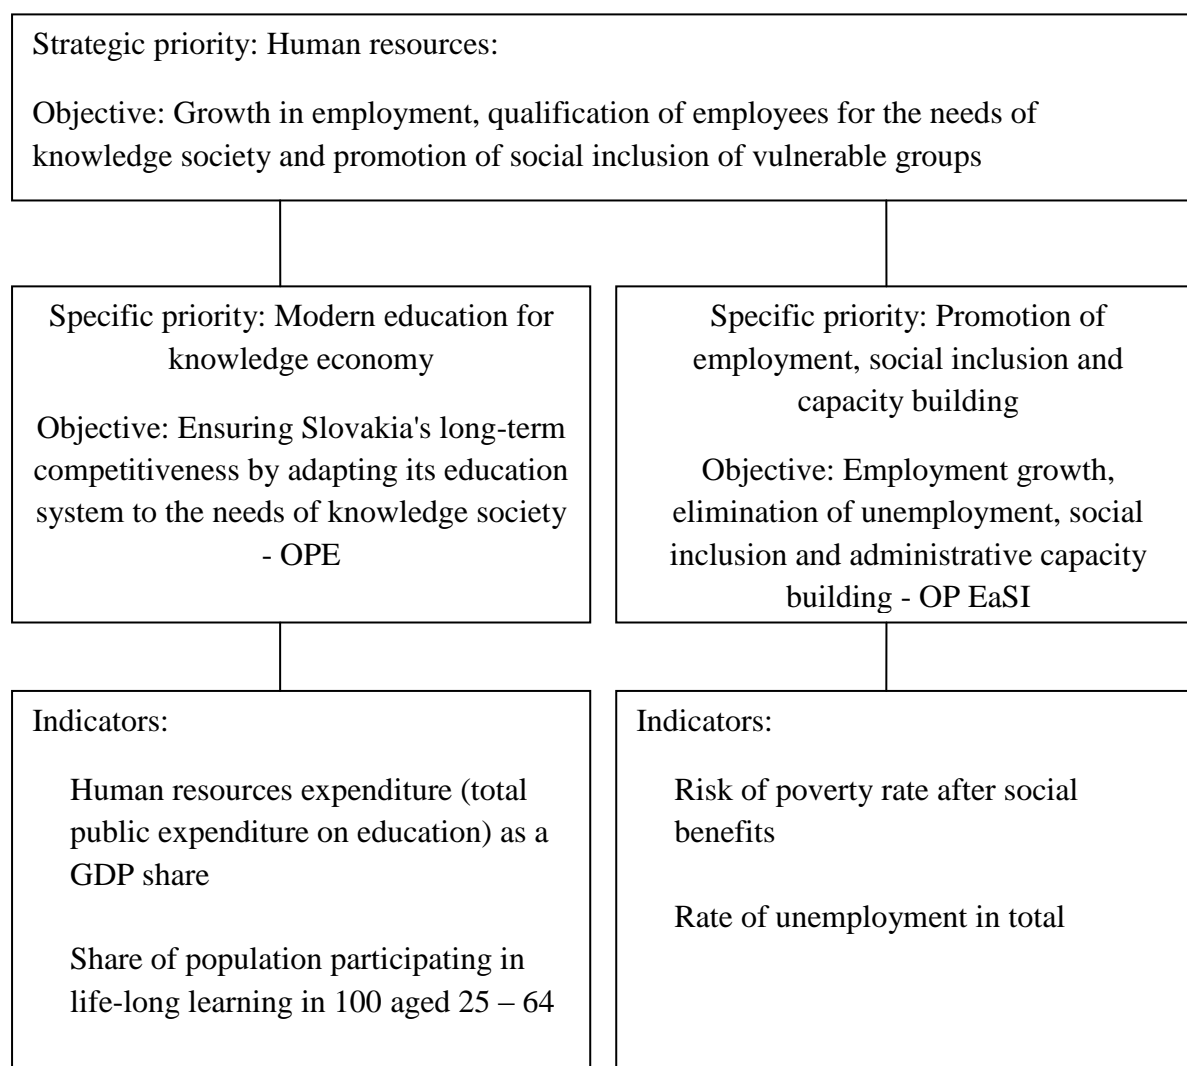 Strategic priority: Human resources:
Objective: Growth in employment, qualification of employees for the needs of
knowledge society and promotion of social inclusion of vulnerable groups
Specific priority: Modern education for
knowledge economy
Objective: Ensuring Slovakia's long-term
competitiveness by adapting its education
system to the needs of knowledge society
- OPE
Specific priority: Promotion of
employment, social inclusion and
capacity building
Objective: Employment growth,
elimination of unemployment, social
inclusion and administrative capacity
building - OP EaSI
Indicators:
Human resources expenditure (total
public expenditure on education) as a
GDP share
Share of population participating in
life-long learning in 100 aged 25 – 64
Indicators:
Risk of poverty rate after social
benefits
Rate of unemployment in total